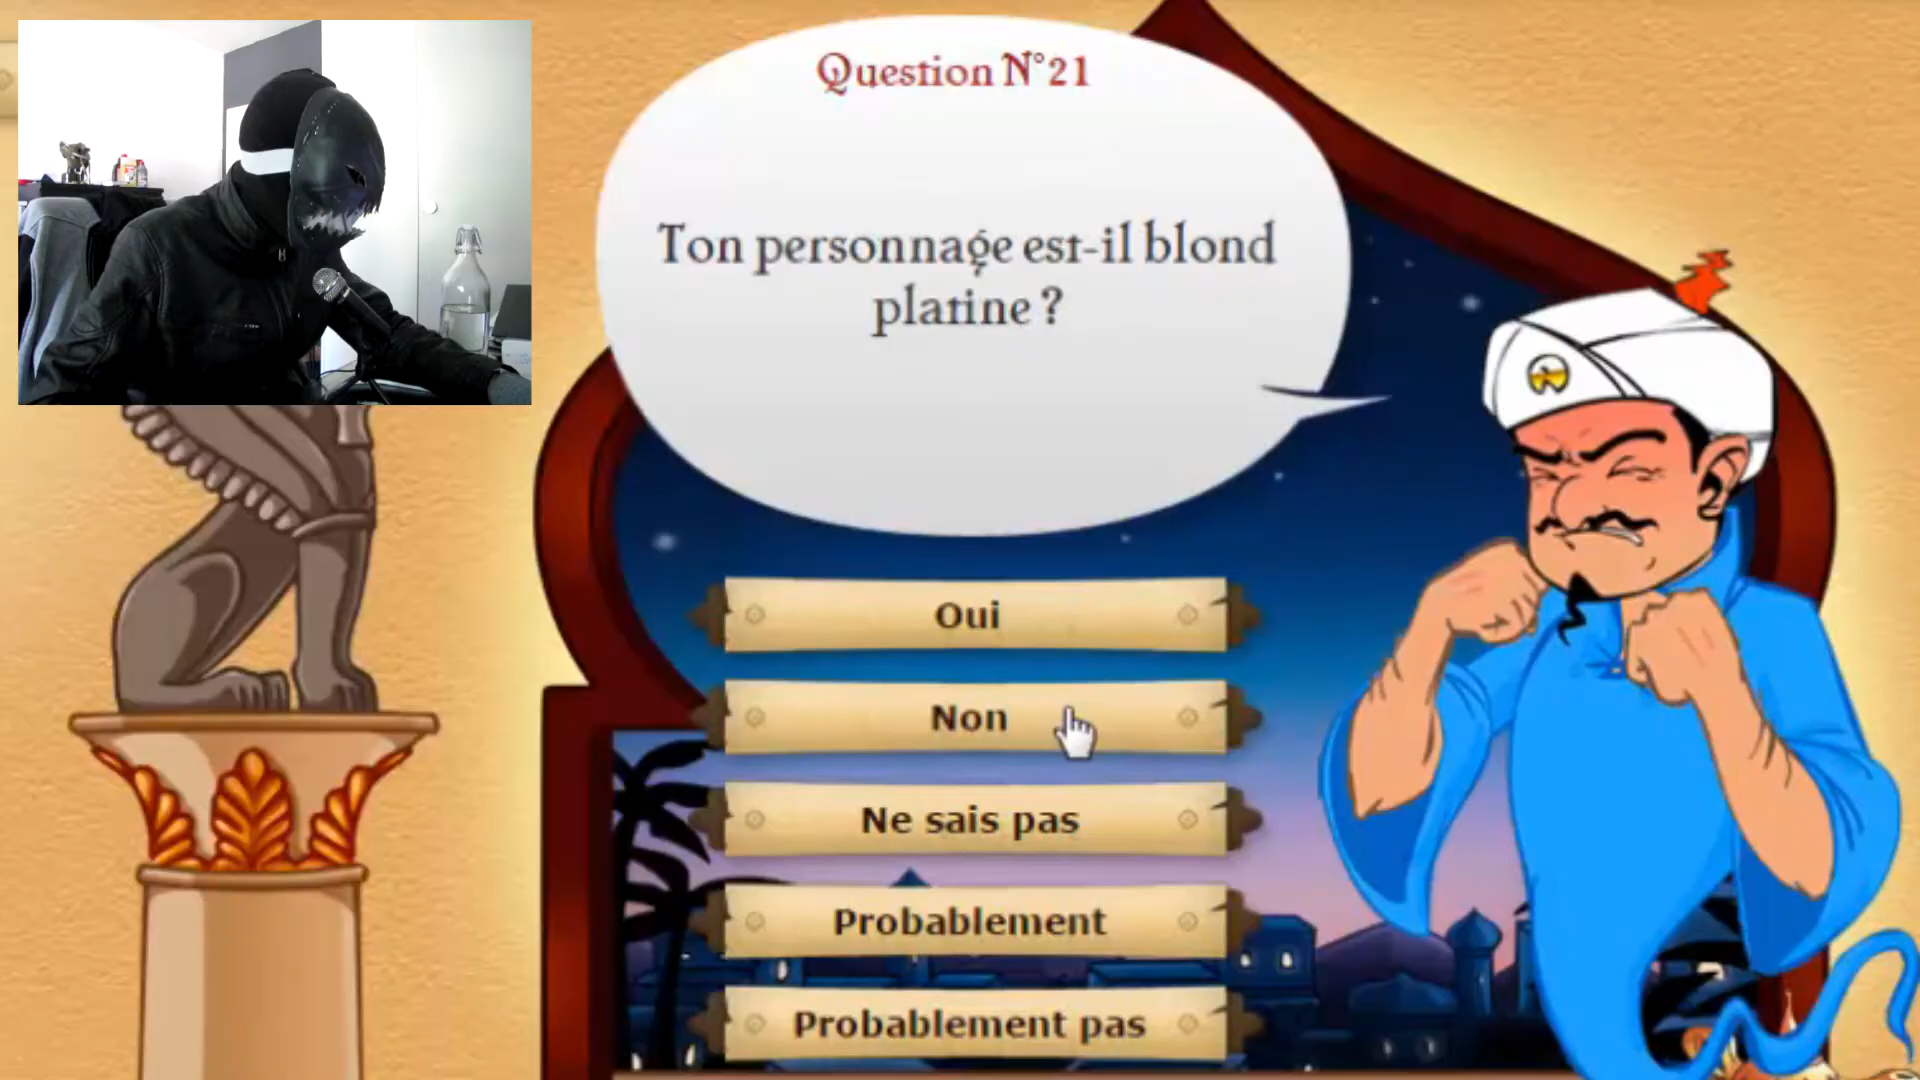 Question N°21
Ton personnage est-il blond
platine ?
Oui
Non
Ne sais pas
Probablement
Probablement pas